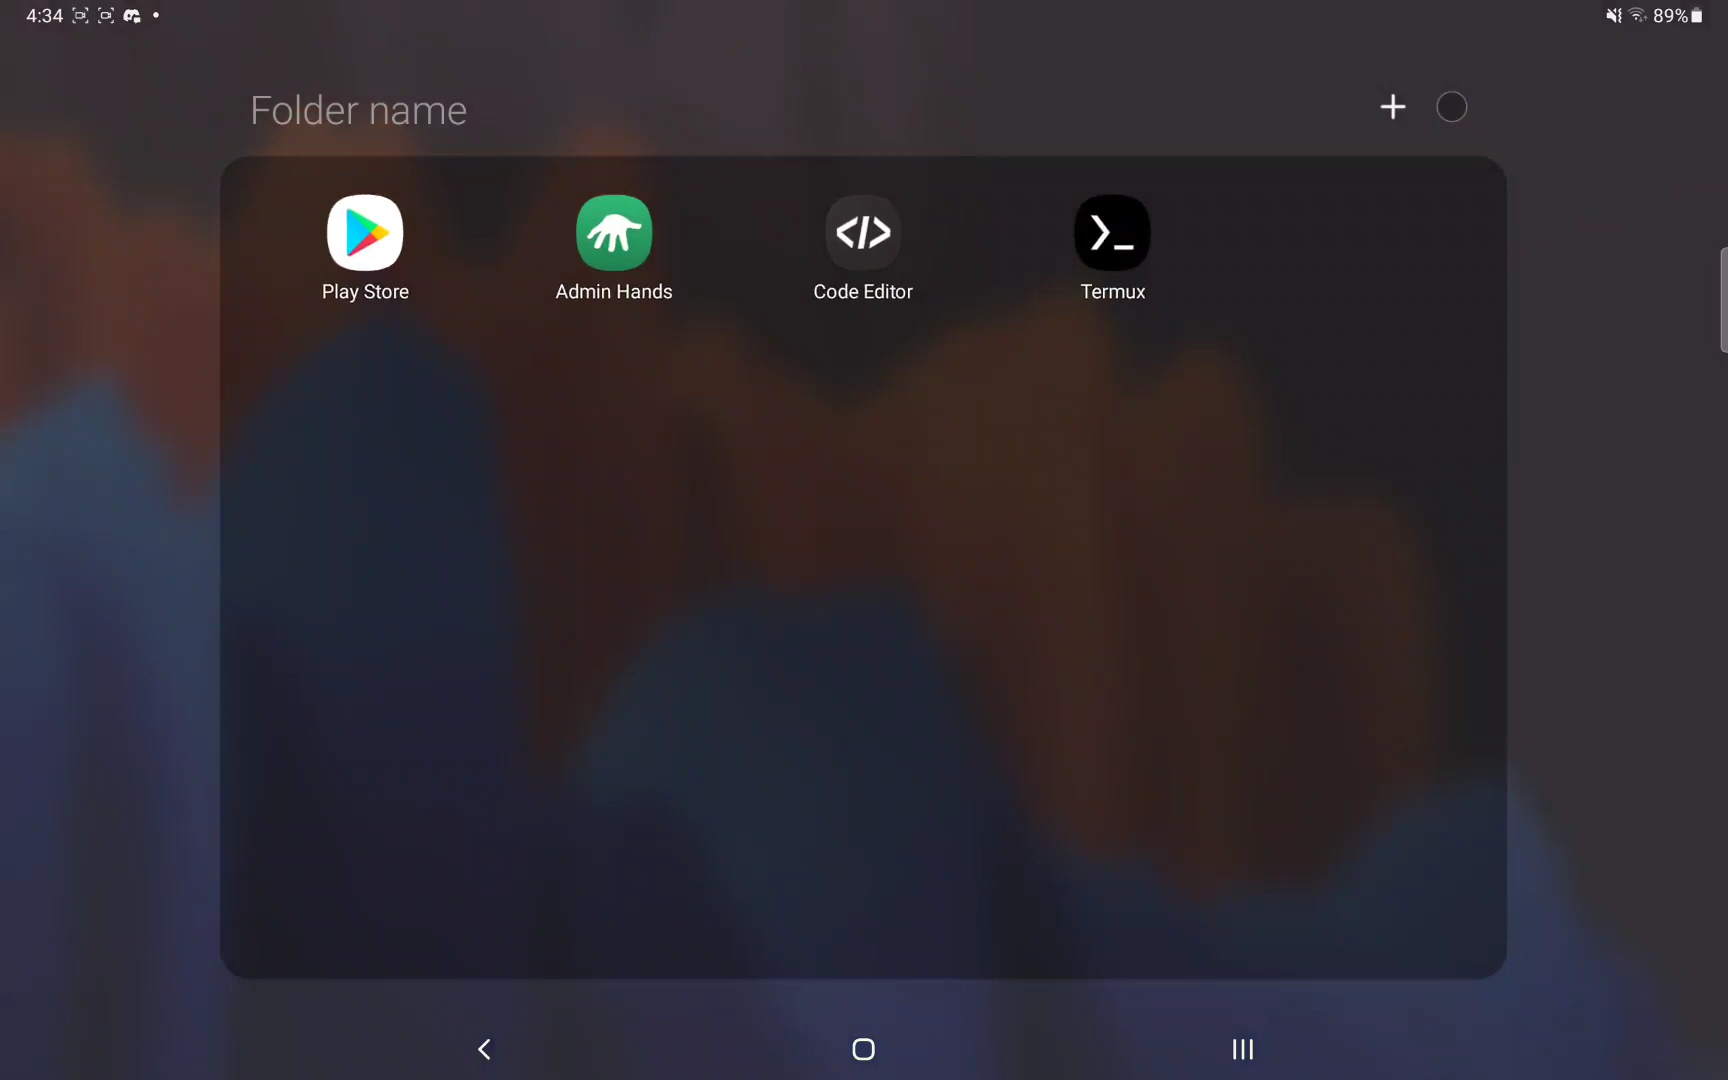 4:34
89%
Folder name
Play Store
Admin Hands
Code Editor
Termux